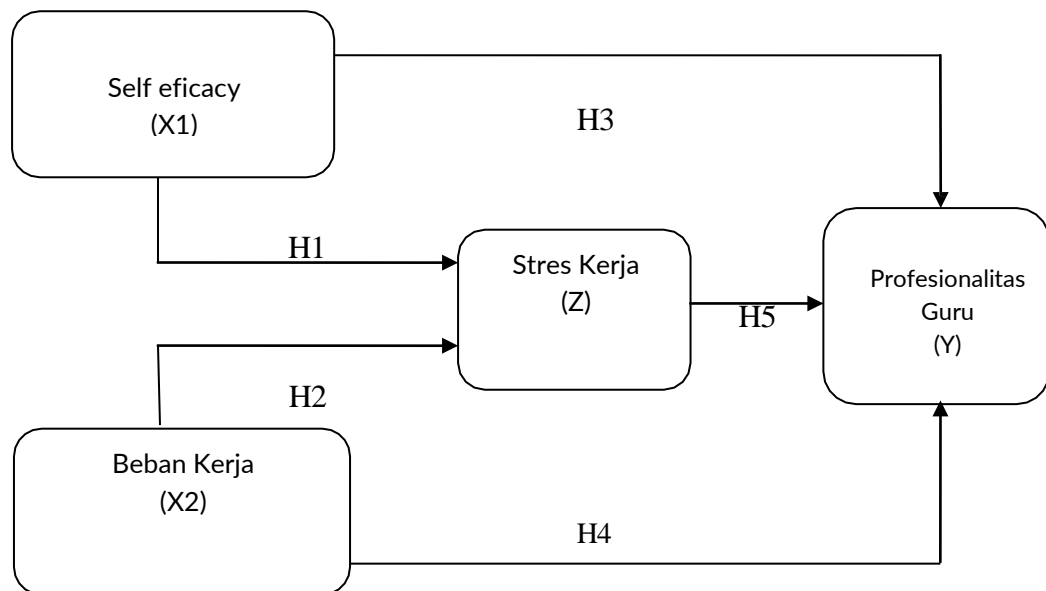 Self eficacy
(X1)
H3
H1
Stres Kerja
(Z)
Profesionalitas
Guru
(Y)
H5
H2
Beban Kerja
(X2)
H4